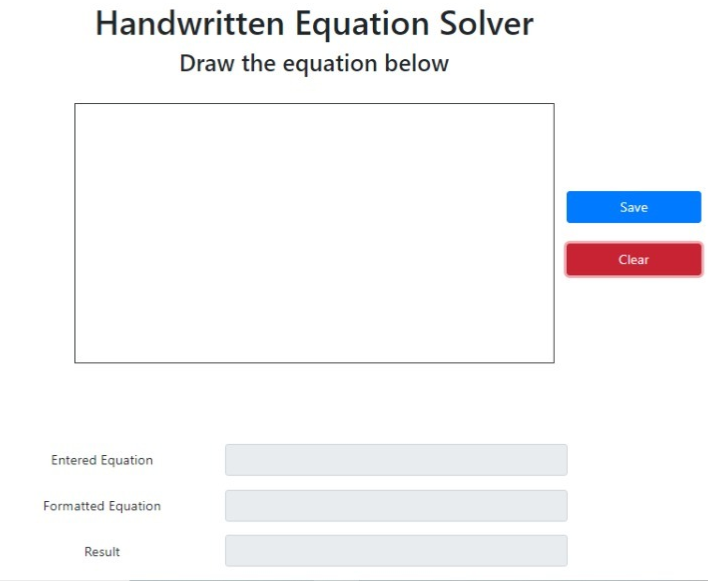 Handwritten Equation Solver
Draw the equation below
Save
Clear
Entered Equation
Formatted Equation
Result